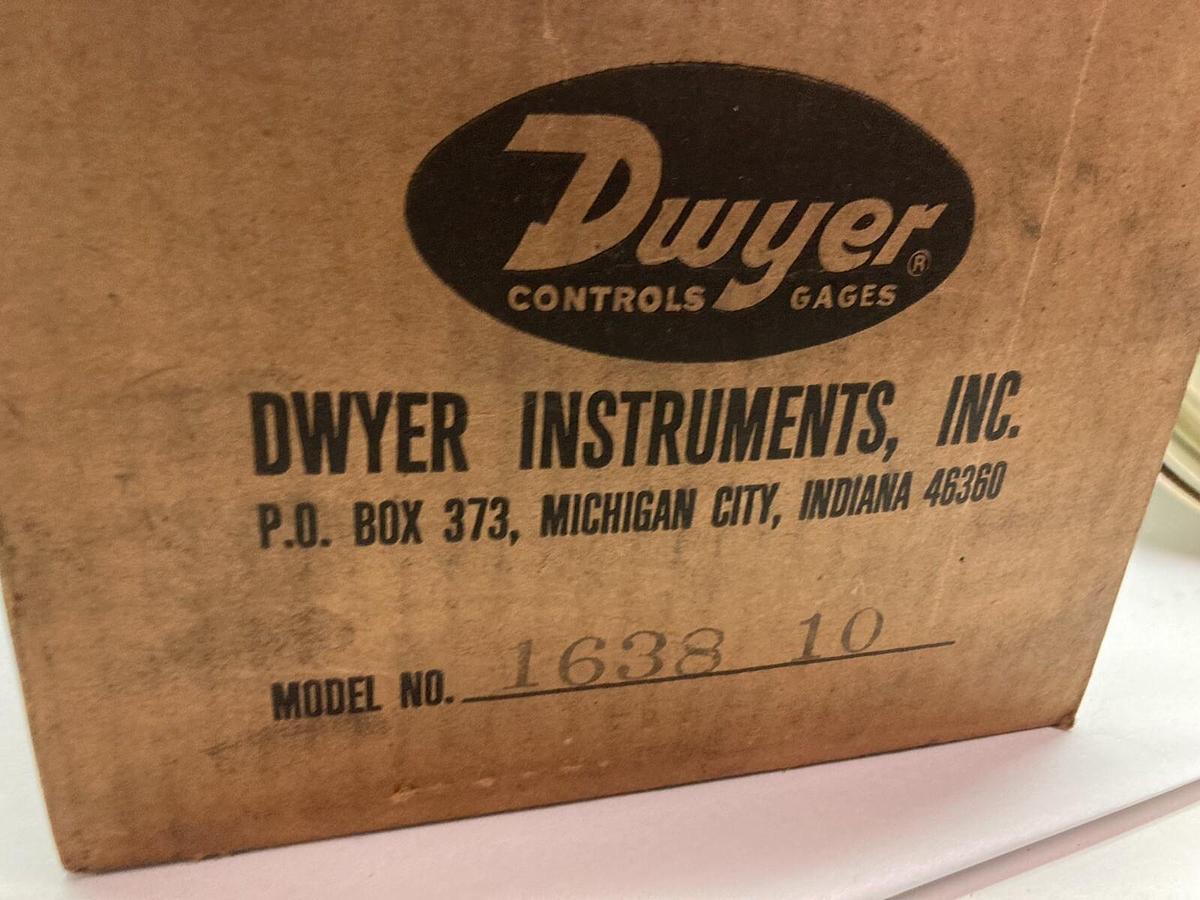 Dwyer®
CONTROLS GAGES
DWYER INSTRUMENTS, INC.
P.O. BOX 373, MICHIGAN CITY, INDIANA 46360
MODEL NO. 1638 10